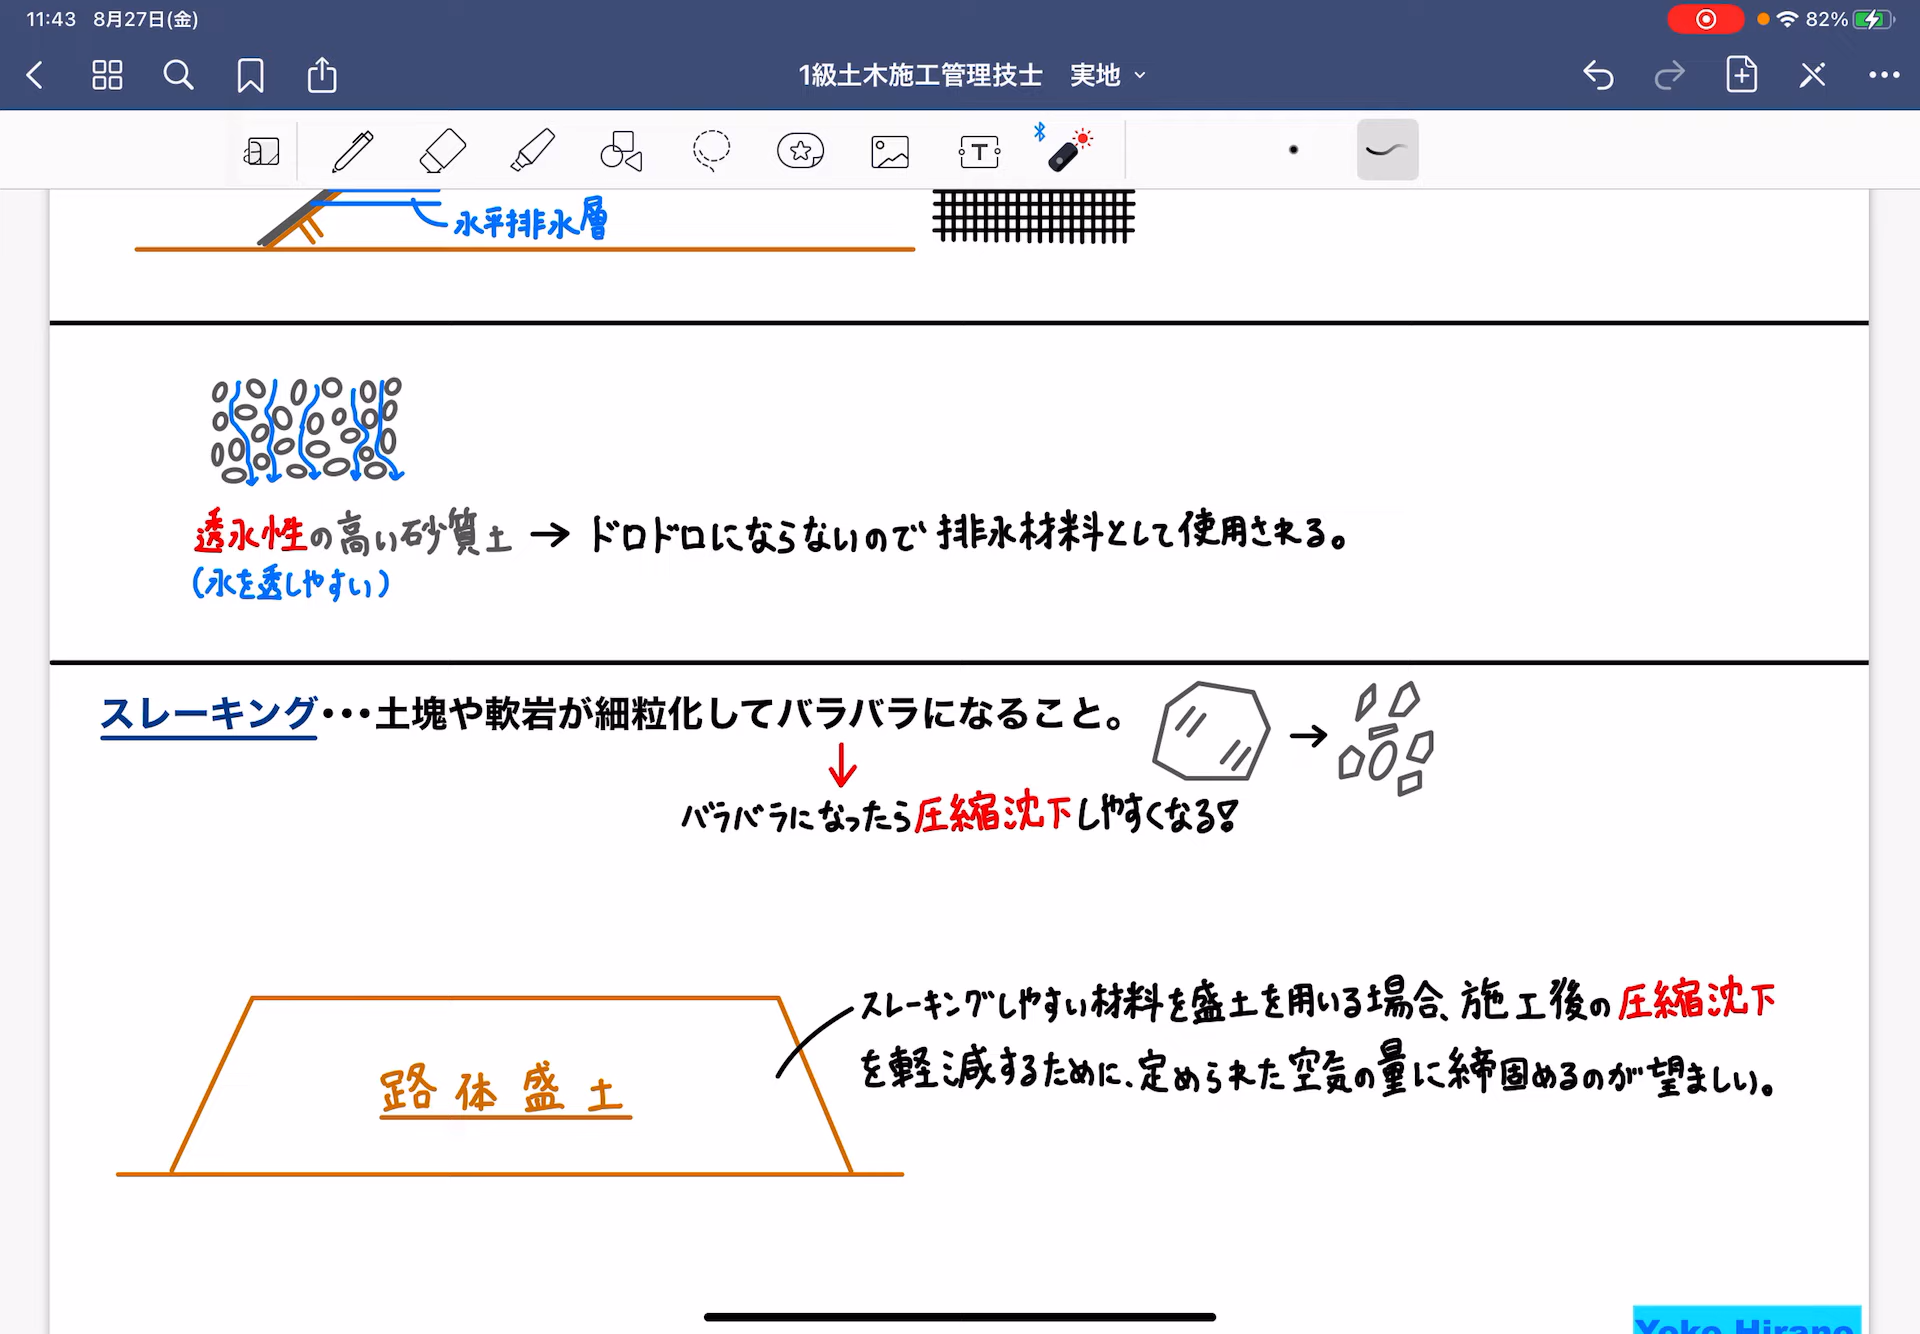 11:43 8月27日(金)
82%
1級土木施工管理技士 実地
水平排水層
透水性の高い砂質土 → ドロドロにならないので排水材料として使用される。
(水を透しやすい)
スレーキング・・・土塊や軟岩が細粒化してバラバラになること。
バラバラになったら圧縮沈下しやすくなる!
スレーキングしやすい材料を盛土を用いる場合、施工後の圧縮沈下
を軽減するために、定められた空気の量に締固めるのが望ましい。
路体盛土
Yoko Hirano